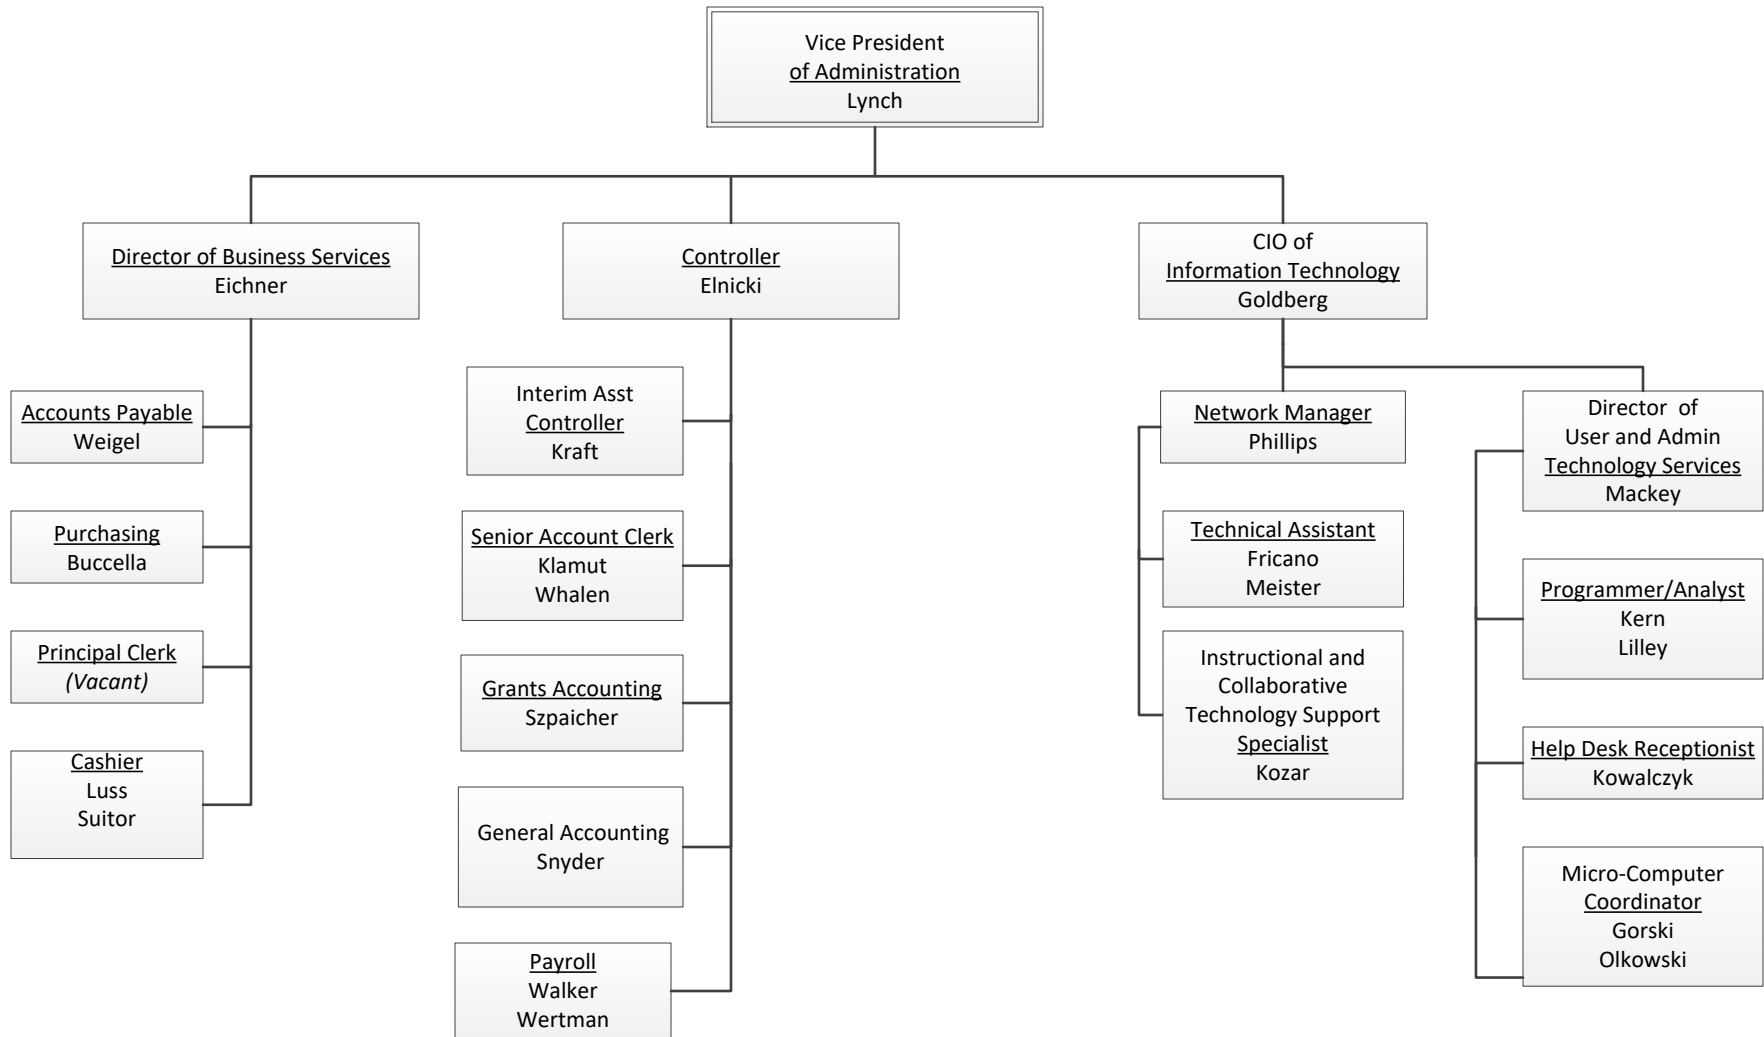 Vice President
of Administration
Lynch
Director of Business Services
Eichner
Controller
Elnicki
CIO of
Information Technology
Goldberg
Accounts Payable
Weigel
Purchasing
Buccella
Principal Clerk
(Vacant)
Cashier
Luss
Suitor
Interim Asst
Controller
Kraft
Senior Account Clerk
Klamut
Whalen
Grants Accounting
Szpaicher
General Accounting
Snyder
Payroll
Walker
Wertman
Network Manager
Phillips
Technical Assistant
Fricano
Meister
Instructional and
Collaborative
Technology Support
Specialist
Kozar
Director of
User and Admin
Technology Services
Mackey
Programmer/Analyst
Kern
Lilley
Help Desk Receptionist
Kowalczyk
Micro-Computer
Coordinator
Gorski
Olkowski